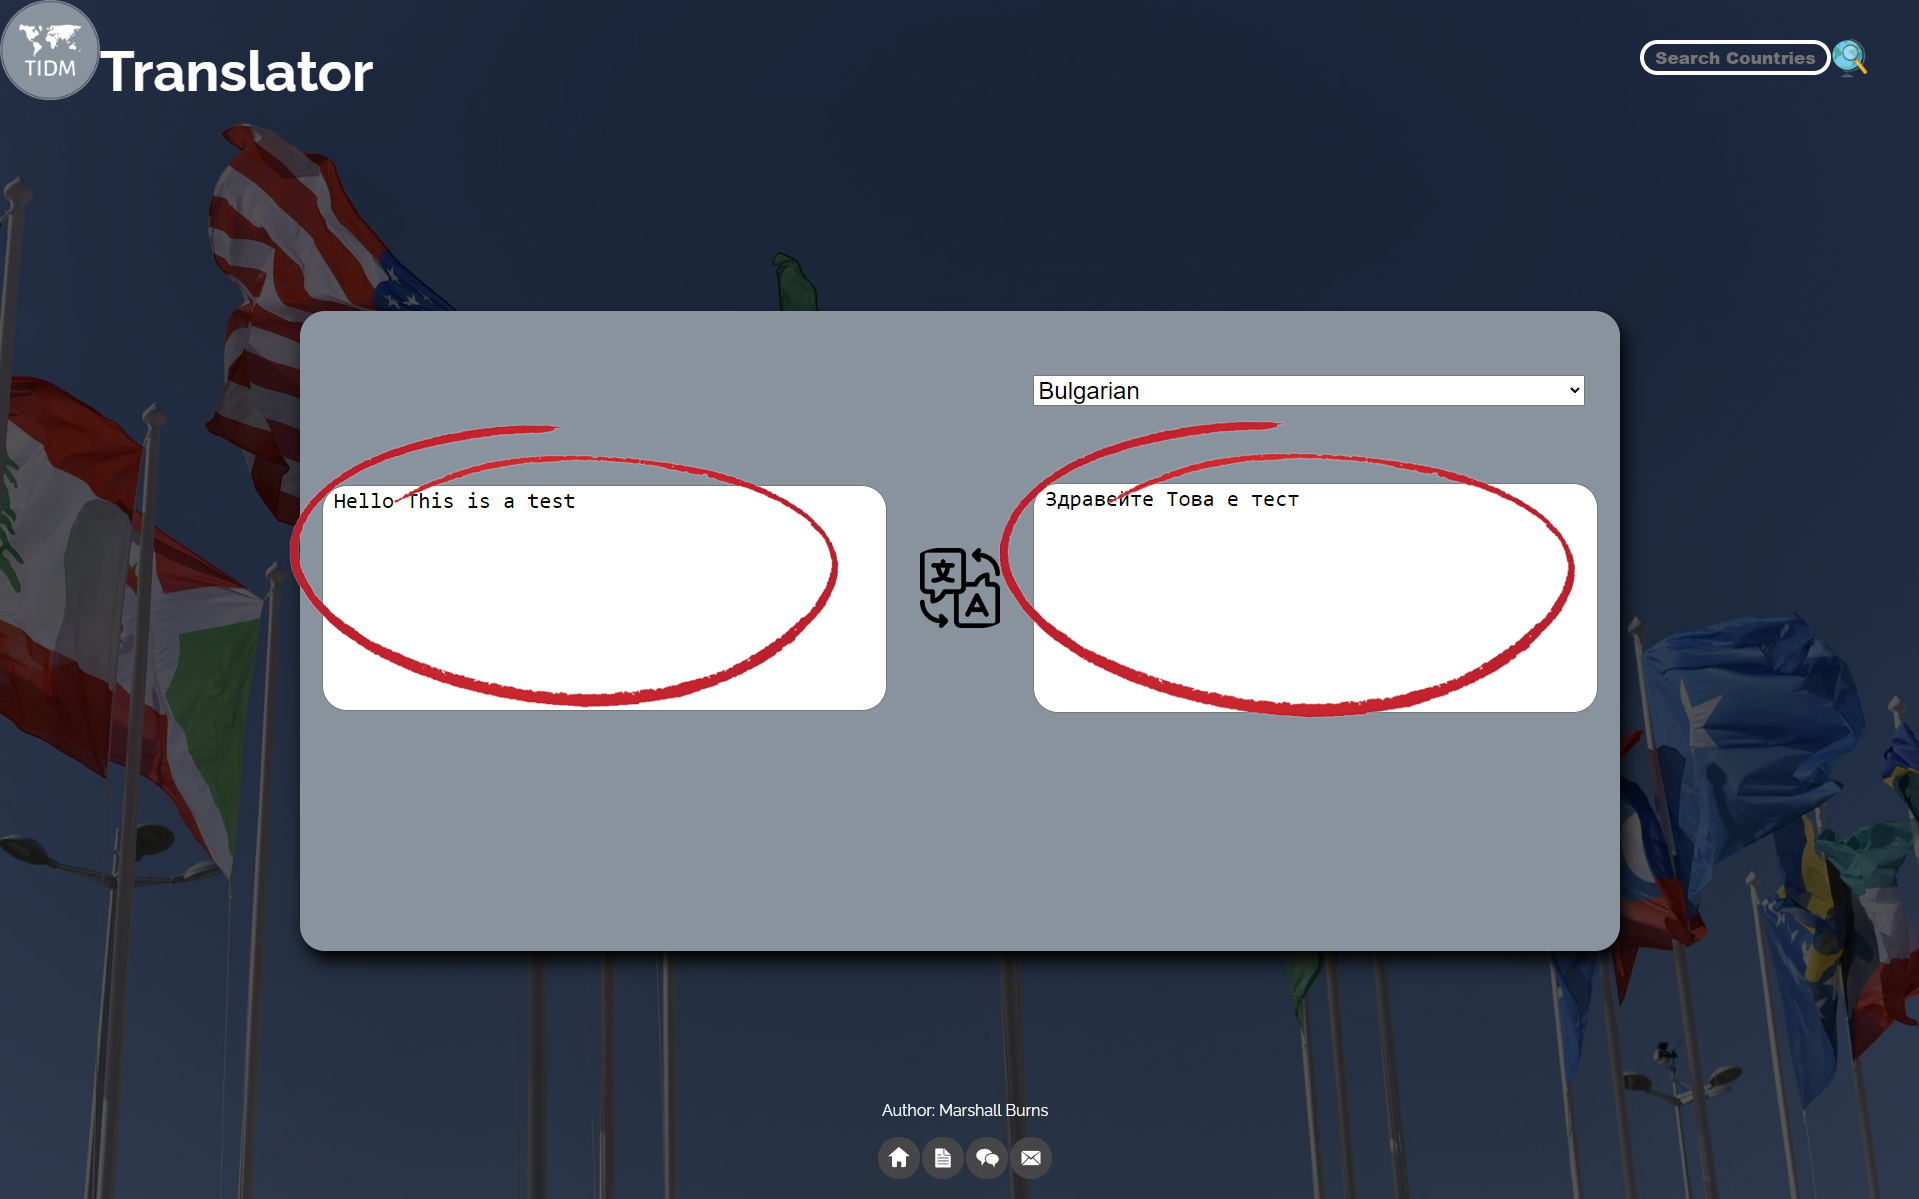 TIDM
Translator
Search Countries
Bulgarian
Hello This is a test
Здравейте Това е тест
文
A
Author: Marshall Burns